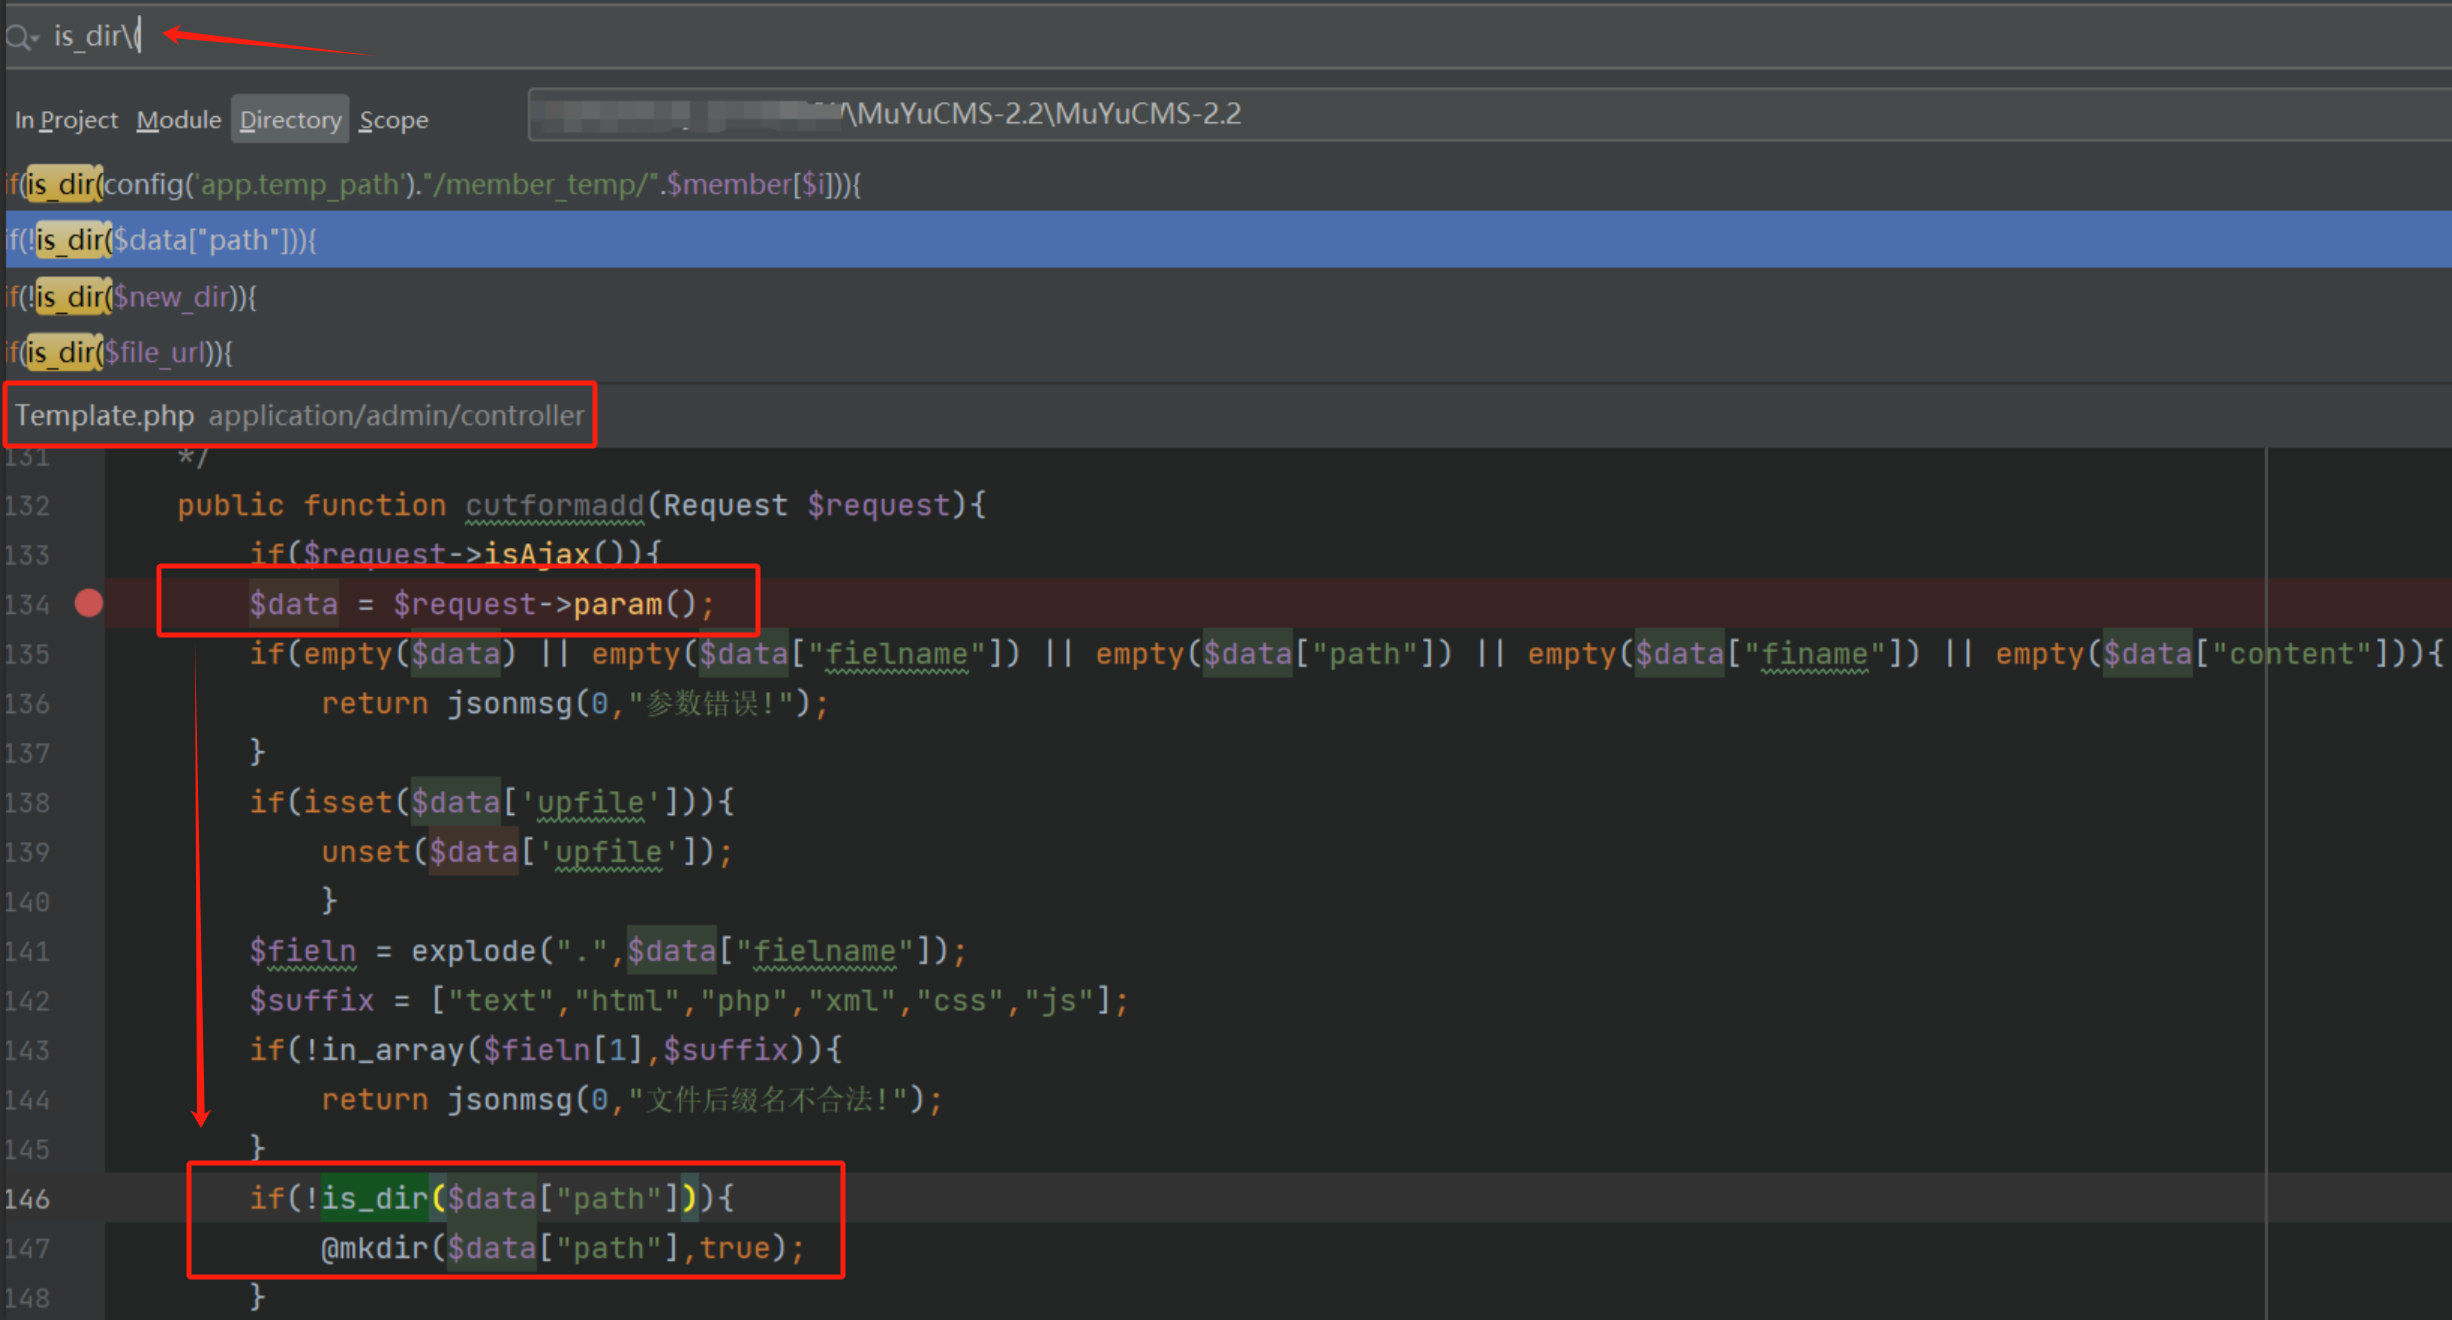 is_dir\(
In Project Module Directory Scope \MuYuCMS-2.2\MuYuCMS-2.2
if(is_dir(config('app.temp_path')."/member_temp/".$member[$i])){
if(!is_dir($data["path"])){
if(!is_dir($new_dir)){
if(is_dir($file_url)){
Template.php application/admin/controller
131 */
132 public function cutformadd(Request $request){
133 if($request->isAjax()){
134 $data = $request->param();
135 if(empty($data) || empty($data["fielname"]) || empty($data["path"]) || empty($data["finame"]) || empty($data["content"])){
136 return jsonmsg(0,"参数错误!");
137 }
138 if(isset($data['upfile'])){
139 unset($data['upfile']);
140 }
141 $fieln = explode(".",$data["fielname"]);
142 $suffix = ["text","html","php","xml","css","js"];
143 if(!in_array($fieln[1],$suffix)){
144 return jsonmsg(0,"文件后缀名不合法!");
145 }
146 if(!is_dir($data["path"])){
147 @mkdir($data["path"],true);
148 }